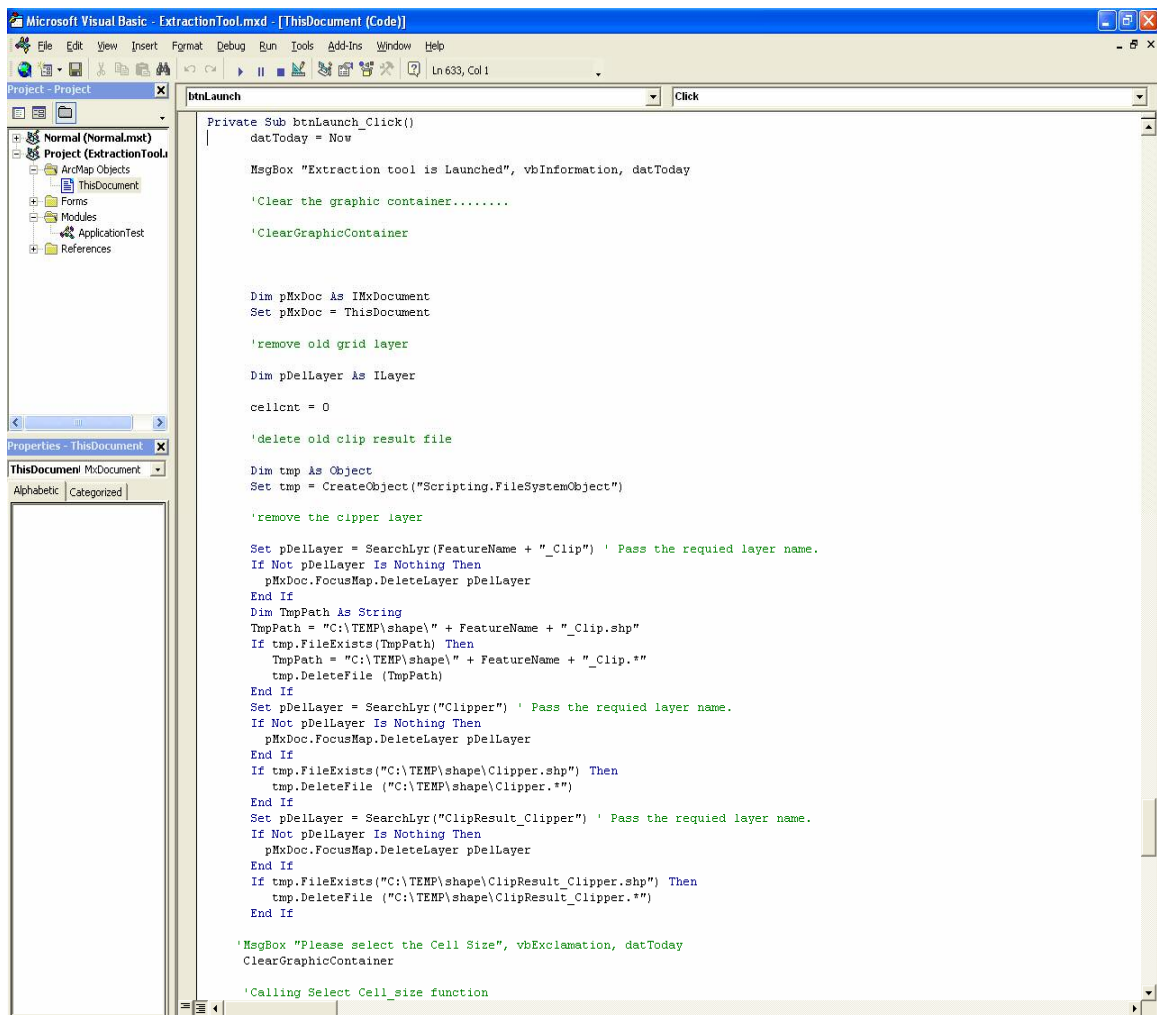 Microsoft Visual Basic - ExtractionTool.mxd - [ThisDocument (Code)]
File Edit View Insert Format Debug Run Tools Add-Ins Window Help
Ln 633, Col 1
Project - Project
Normal (Normal.mxt)
Project (ExtractionTool.
ArcMap Objects
ThisDocument
Forms
Modules
ApplicationTest
References
Properties - ThisDocument
ThisDocument MxDocument
Alphabetic Categorized
btnLaunch Click
Private Sub btnLaunch_Click()
datToday = Now
MsgBox "Extraction tool is Launched", vbInformation, datToday
'Clear the graphic container........
'ClearGraphicContainer
Dim pMxDoc As IMxDocument
Set pMxDoc = ThisDocument
'remove old grid layer
Dim pDelLayer As ILayer
cellcnt = 0
'delete old clip result file
Dim tmp As Object
Set tmp = CreateObject("Scripting.FileSystemObject")
'remove the clpper layer
Set pDelLayer = SearchLyr(FeatureName + "_Clip") ' Pass the requied layer name.
If Not pDelLayer Is Nothing Then
pMxDoc.FocusMap.DeleteLayer pDelLayer
End If
Dim TmpPath As String
TmpPath = "C:\TEMP\shape\" + FeatureName + "_Clip.shp"
If tmp.FileExists(TmpPath) Then
TmpPath = "C:\TEMP\shape\" + FeatureName + "_Clip.*"
tmp.DeleteFile (TmpPath)
End If
Set pDelLayer = SearchLyr("Clipper") ' Pass the requied layer name.
If Not pDelLayer Is Nothing Then
pMxDoc.FocusMap.DeleteLayer pDelLayer
End If
If tmp.FileExists("C:\TEMP\shape\Clipper.shp") Then
tmp.DeleteFile ("C:\TEMP\shape\Clipper.*")
End If
Set pDelLayer = SearchLyr("ClipResult_Clipper") ' Pass the requied layer name.
If Not pDelLayer Is Nothing Then
pMxDoc.FocusMap.DeleteLayer pDelLayer
End If
If tmp.FileExists("C:\TEMP\shape\ClipResult_Clipper.shp") Then
tmp.DeleteFile ("C:\TEMP\shape\ClipResult_Clipper.*")
End If
'MsgBox "Please select the Cell Size", vbExclamation, datToday
ClearGraphicContainer
'Calling Select Cell_size function